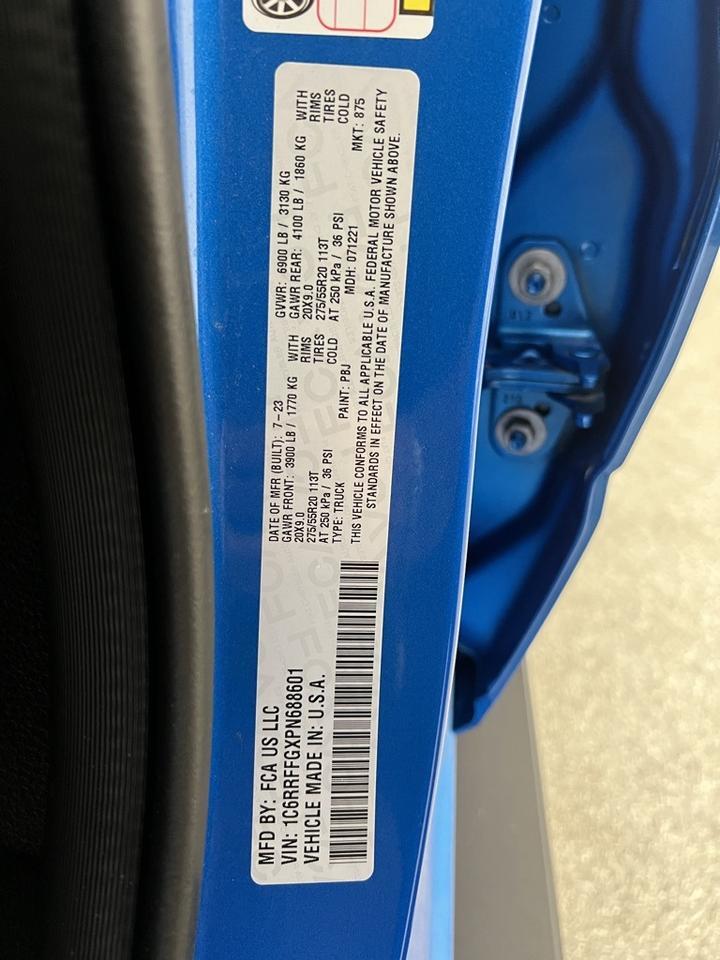 MFD BY: FCA US LLC
VIN: 1C6RRFFGXPN688601
VEHICLE MADE IN: U.S.A.
DATE OF MFR (BUILT): 7-23 GVWR: 6900 LB / 3130 KG
GAWR FRONT: 3900 LB / 1770 KG WITH GAWR REAR: 4100 LB / 1860 KG WITH
20X9.0 RIMS 20X9.0 RIMS
275/55R20 113T TIRES 275/55R20 113T TIRES
AT 250 kPa / 36 PSI COLD AT 250 kPa / 36 PSI COLD
TYPE: TRUCK PAINT: PBJ MDH: 071221 MKT: 875
THIS VEHICLE CONFORMS TO ALL APPLICABLE U.S.A. FEDERAL MOTOR VEHICLE SAFETY
STANDARDS IN EFFECT ON THE DATE OF MANUFACTURE SHOWN ABOVE.